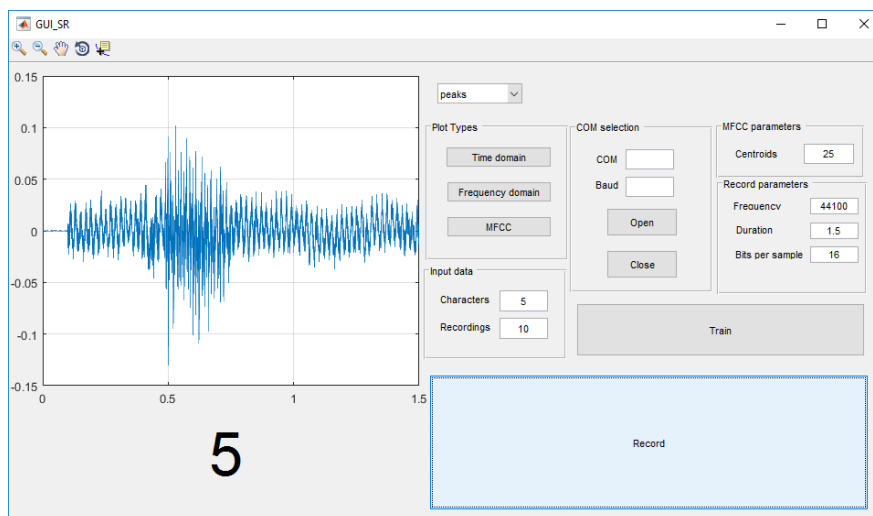 GUI_SR
peaks
Plot Types
Time domain
Frequency domain
MFCC
COM selection
COM
Baud
Open
Close
MFCC parameters
Centroids 25
Record parameters
Frequency 44100
Duration 1.5
Bits per sample 16
Input data
Characters 5
Recordings 10
Train
Record
0.15
0.1
0.05
0
-0.05
-0.1
-0.15
0 0.5 1 1.5
5